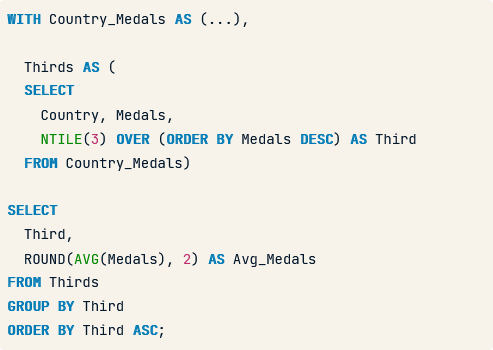 WITH Country_Medals AS (...),
Thirds AS (
SELECT
Country, Medals,
NTILE(3) OVER (ORDER BY Medals DESC) AS Third
FROM Country_Medals)
SELECT
Third,
ROUND(AVG(Medals), 2) AS Avg_Medals
FROM Thirds
GROUP BY Third
ORDER BY Third ASC;